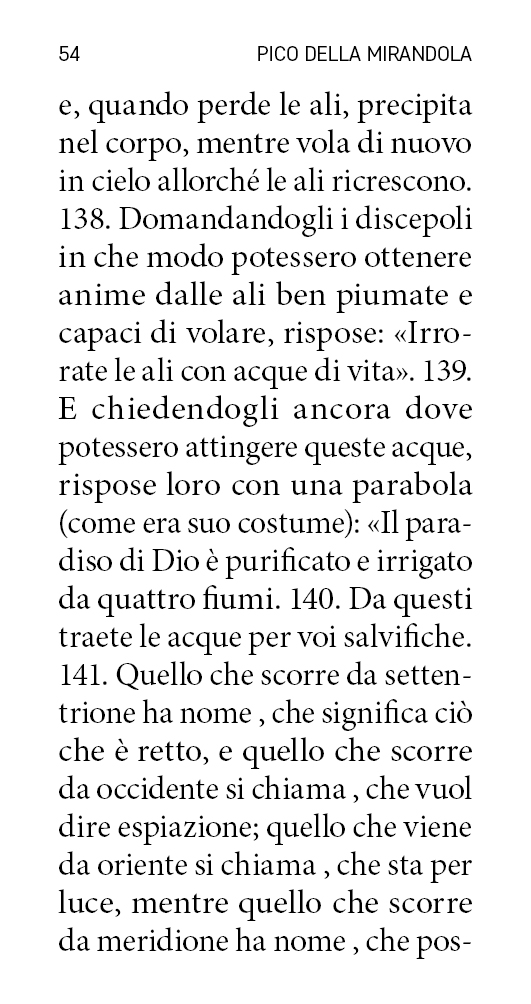 54 PICO DELLA MIRANDOLA
e, quando perde le ali, precipita
nel corpo, mentre vola di nuovo
in cielo allorché le ali ricrescono.
138. Domandandogli i discepoli
in che modo potessero ottenere
anime dalle ali ben piumate e
capaci di volare, rispose: «Irro-
rate le ali con acque di vita». 139.
E chiedendogli ancora dove
potessero attingere queste acque,
rispose loro con una parabola
(come era suo costume): «Il para-
diso di Dio è purificato e irrigato
da quattro fiumi. 140. Da questi
traete le acque per voi salvifiche.
141. Quello che scorre da setten-
trione ha nome , che significa ciò
che è retto, e quello che scorre
da occidente si chiama , che vuol
dire espiazione; quello che viene
da oriente si chiama , che sta per
luce, mentre quello che scorre
da meridione ha nome , che pos-